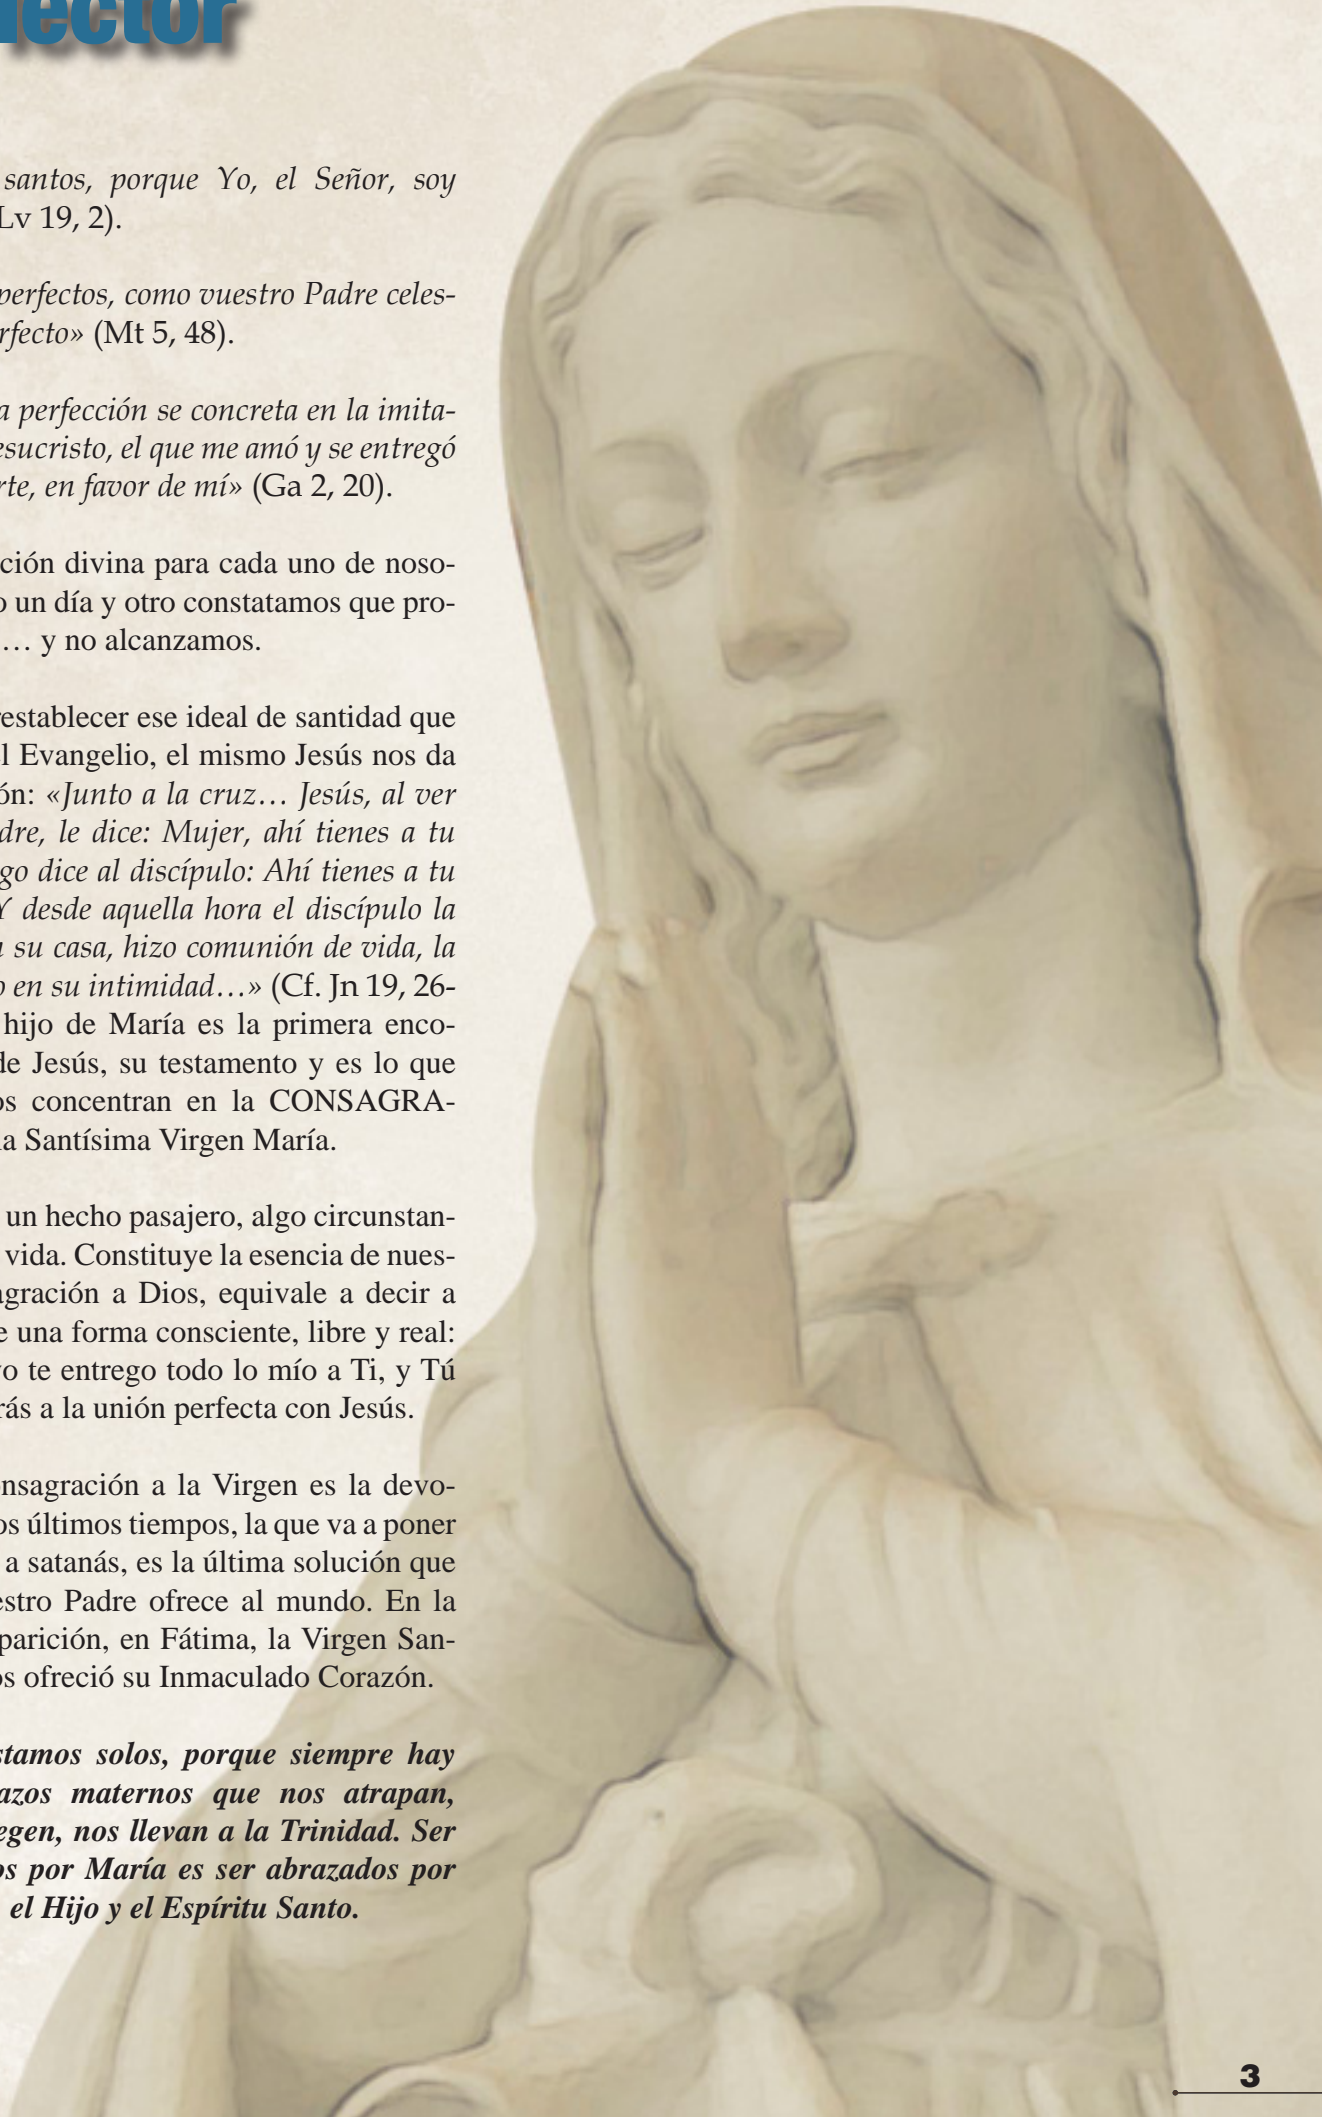 lector
santos, porque Yo, el Señor, soy
Lv 19, 2).
perfectos, como vuestro Padre celes-
rfecto» (Mt 5, 48).
a perfección se concreta en la imita-
esucristo, el que me amó y se entregó
rte, en favor de mí» (Ga 2, 20).
ción divina para cada uno de noso-
o un día y otro constatamos que pro-
… y no alcanzamos.
restablecer ese ideal de santidad que
l Evangelio, el mismo Jesús nos da
ón: «Junto a la cruz… Jesús, al ver
dre, le dice: Mujer, ahí tienes a tu
go dice al discípulo: Ahí tienes a tu
Y desde aquella hora el discípulo la
a su casa, hizo comunión de vida, la
o en su intimidad…» (Cf. Jn 19, 26-
hijo de María es la primera enco-
de Jesús, su testamento y es lo que
os concentran en la CONSAGRA-
la Santísima Virgen María.
un hecho pasajero, algo circunstan-
vida. Constituye la esencia de nues-
agración a Dios, equivale a decir a
e una forma consciente, libre y real:
yo te entrego todo lo mío a Ti, y Tú
rás a la unión perfecta con Jesús.
onsagración a la Virgen es la devo-
os últimos tiempos, la que va a poner
a satanás, es la última solución que
estro Padre ofrece al mundo. En la
parición, en Fátima, la Virgen San-
os ofreció su Inmaculado Corazón.
stamos solos, porque siempre hay
azos maternos que nos atrapan,
egen, nos llevan a la Trinidad. Ser
os por María es ser abrazados por
el Hijo y el Espíritu Santo.
3